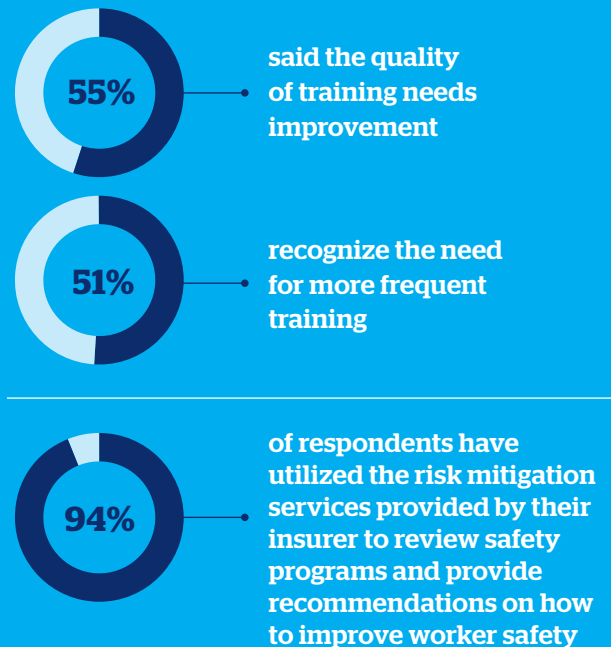 55%
said the quality
of training needs
improvement
51%
recognize the need
for more frequent
training
94%
of respondents have
utilized the risk mitigation
services provided by their
insurer to review safety
programs and provide
recommendations on how
to improve worker safety